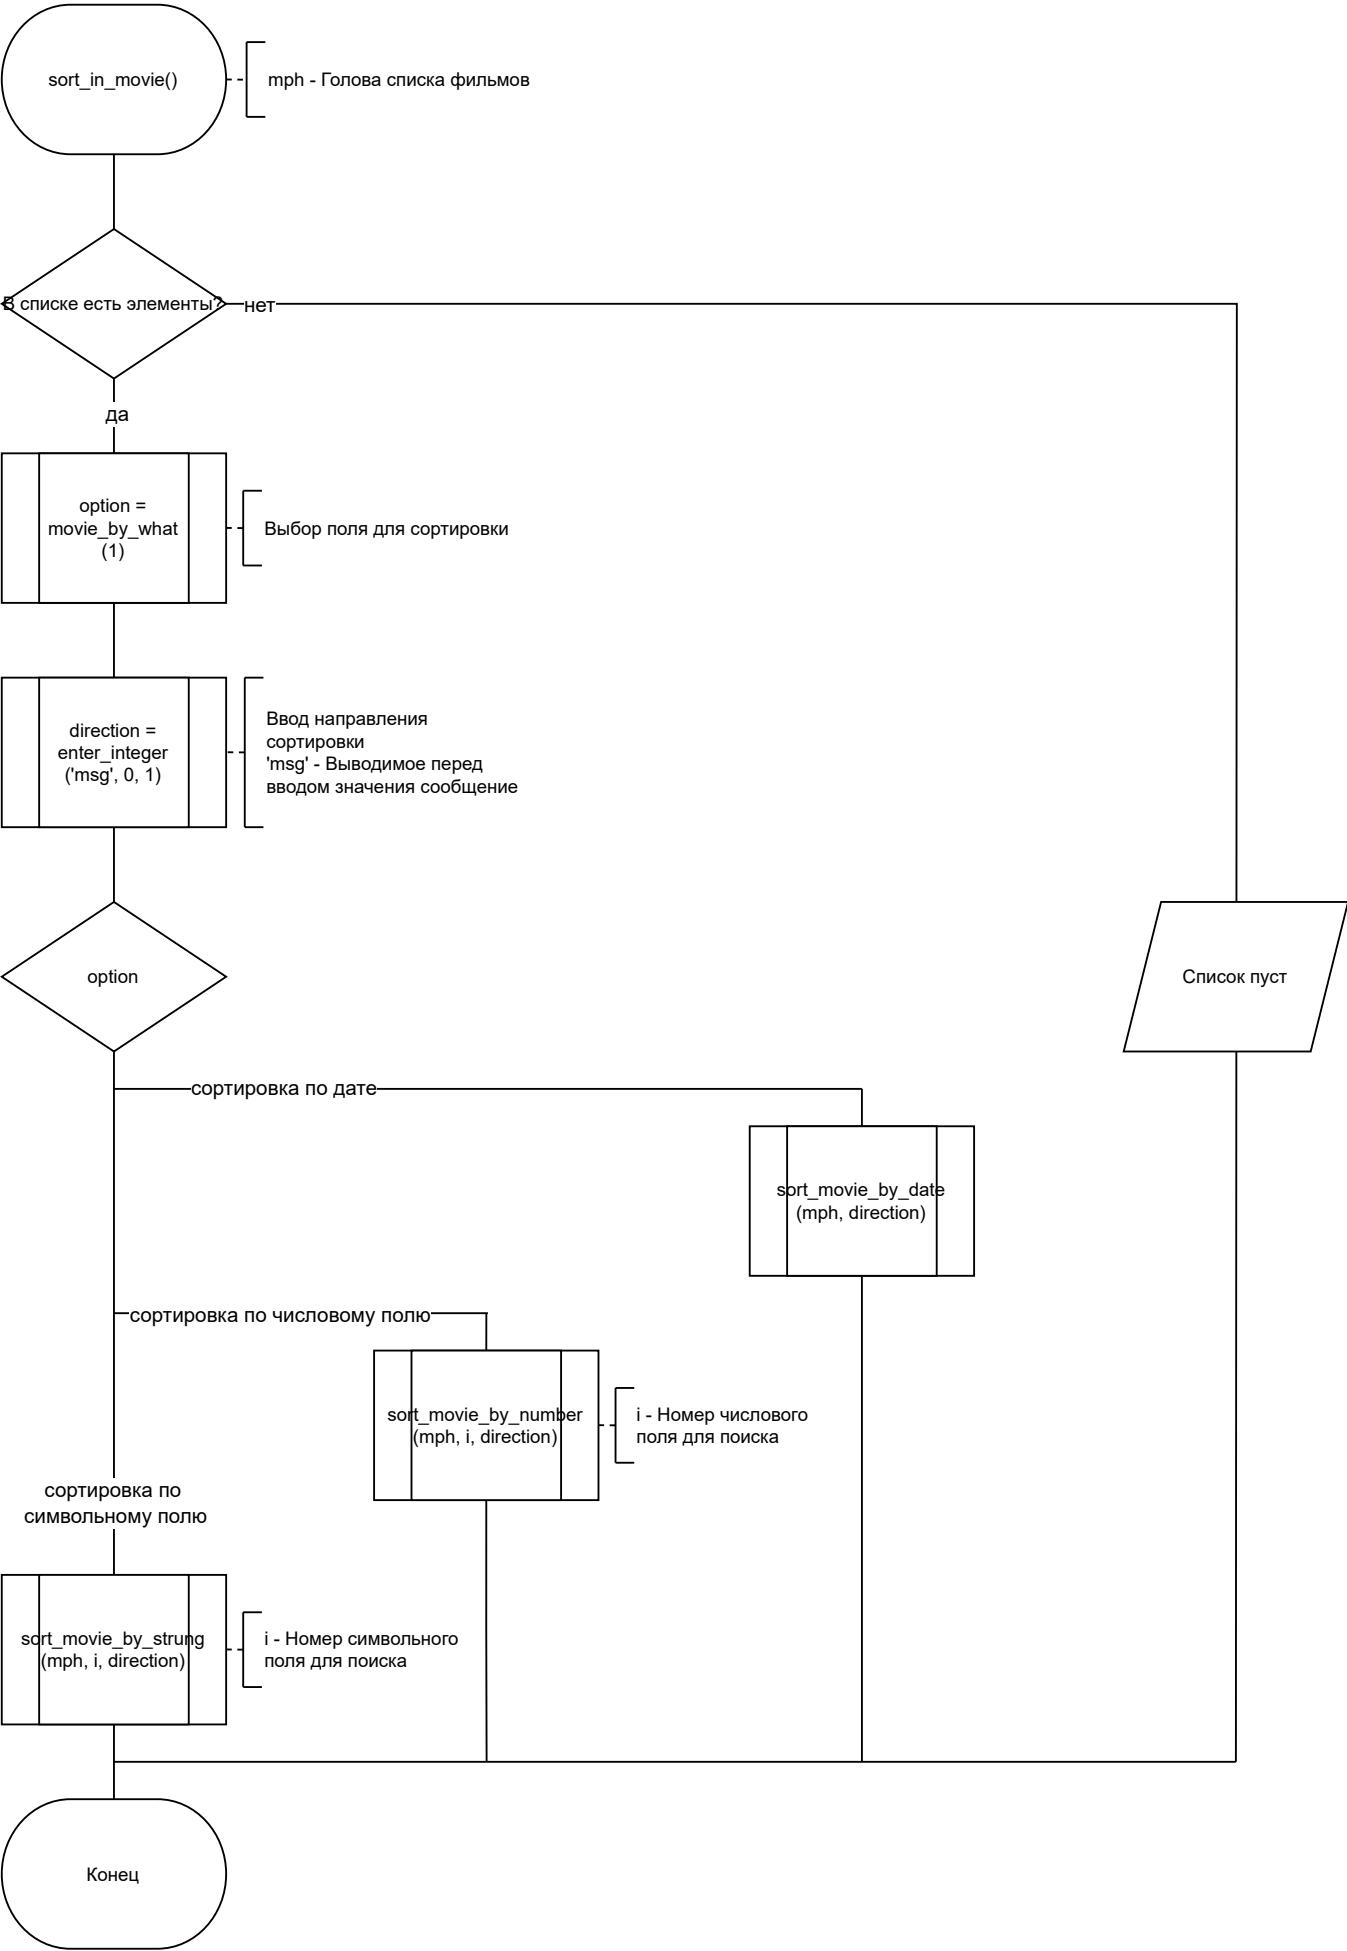 sort_in_movie()
mph - Голова списка фильмов
В списке есть элементы?
нет
да
option =
movie_by_what
(1)
Выбор поля для сортировки
direction =
enter_integer
('msg', 0, 1)
Ввод направления
сортировки
'msg' - Выводимое перед
вводом значения сообщение
option
Список пуст
сортировка по дате
sort_movie_by_date
(mph, direction)
сортировка по числовому полю
sort_movie_by_number
(mph, i, direction)
i - Номер числового
поля для поиска
сортировка по
символьному полю
sort_movie_by_strung
(mph, i, direction)
i - Номер символьного
поля для поиска
Конец